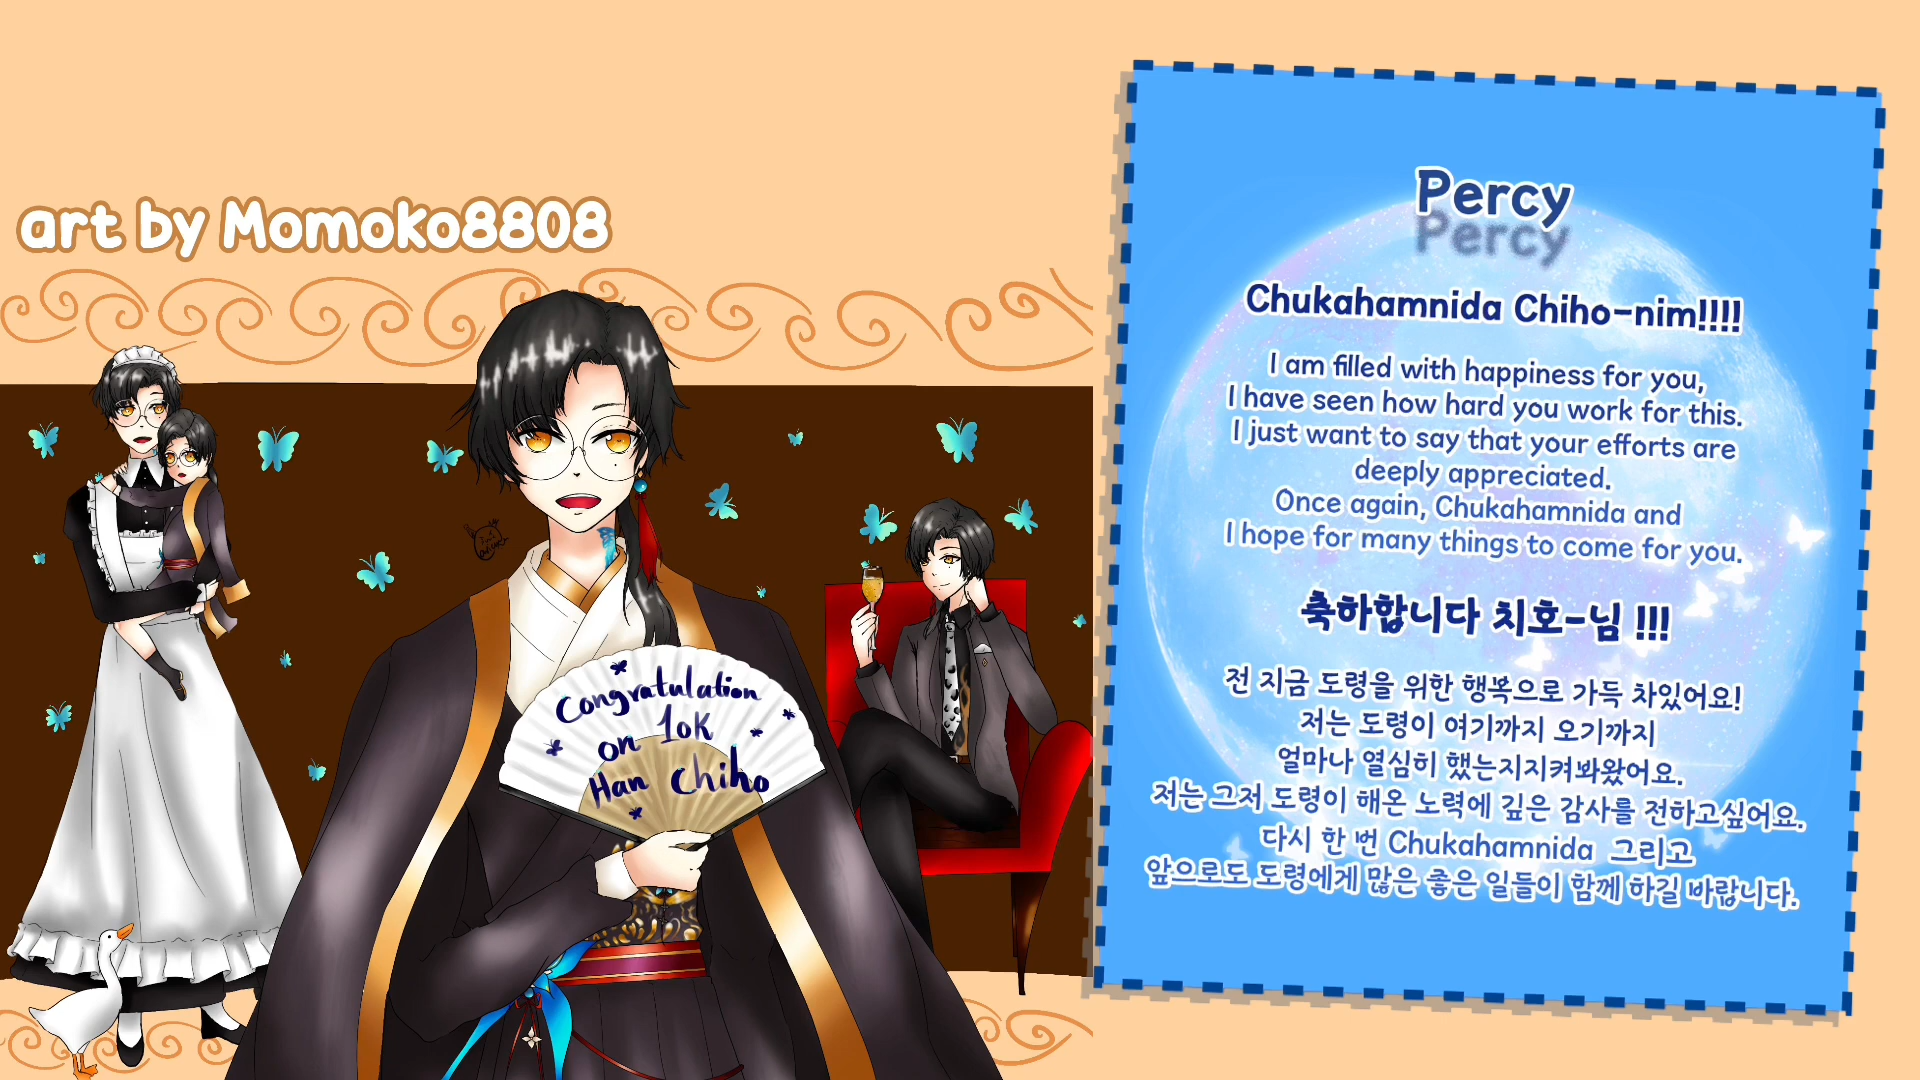 art by Momoko8808
Congratulation
on 10K
Han Chiho
Percy
Chukahamnida Chiho-nim!!!!
I am filled with happiness for you,
I have seen how hard you work for this.
I just want to say that your efforts are
deeply appreciated.
Once again, Chukahamnida and
I hope for many things to come for you.
축하합니다 치호-님 !!!
전 지금 도령을 위한 행복으로 가득 차있어요!
저는 도령이 여기까지 오기까지
얼마나 열심히 했는지지켜봐왔어요.
저는 그저 도령이 해온 노력에 깊은 감사를 전하고싶어요.
다시 한 번 Chukahamnida 그리고
앞으로도 도령에게 많은 좋은 일들이 함께 하길 바랍니다.